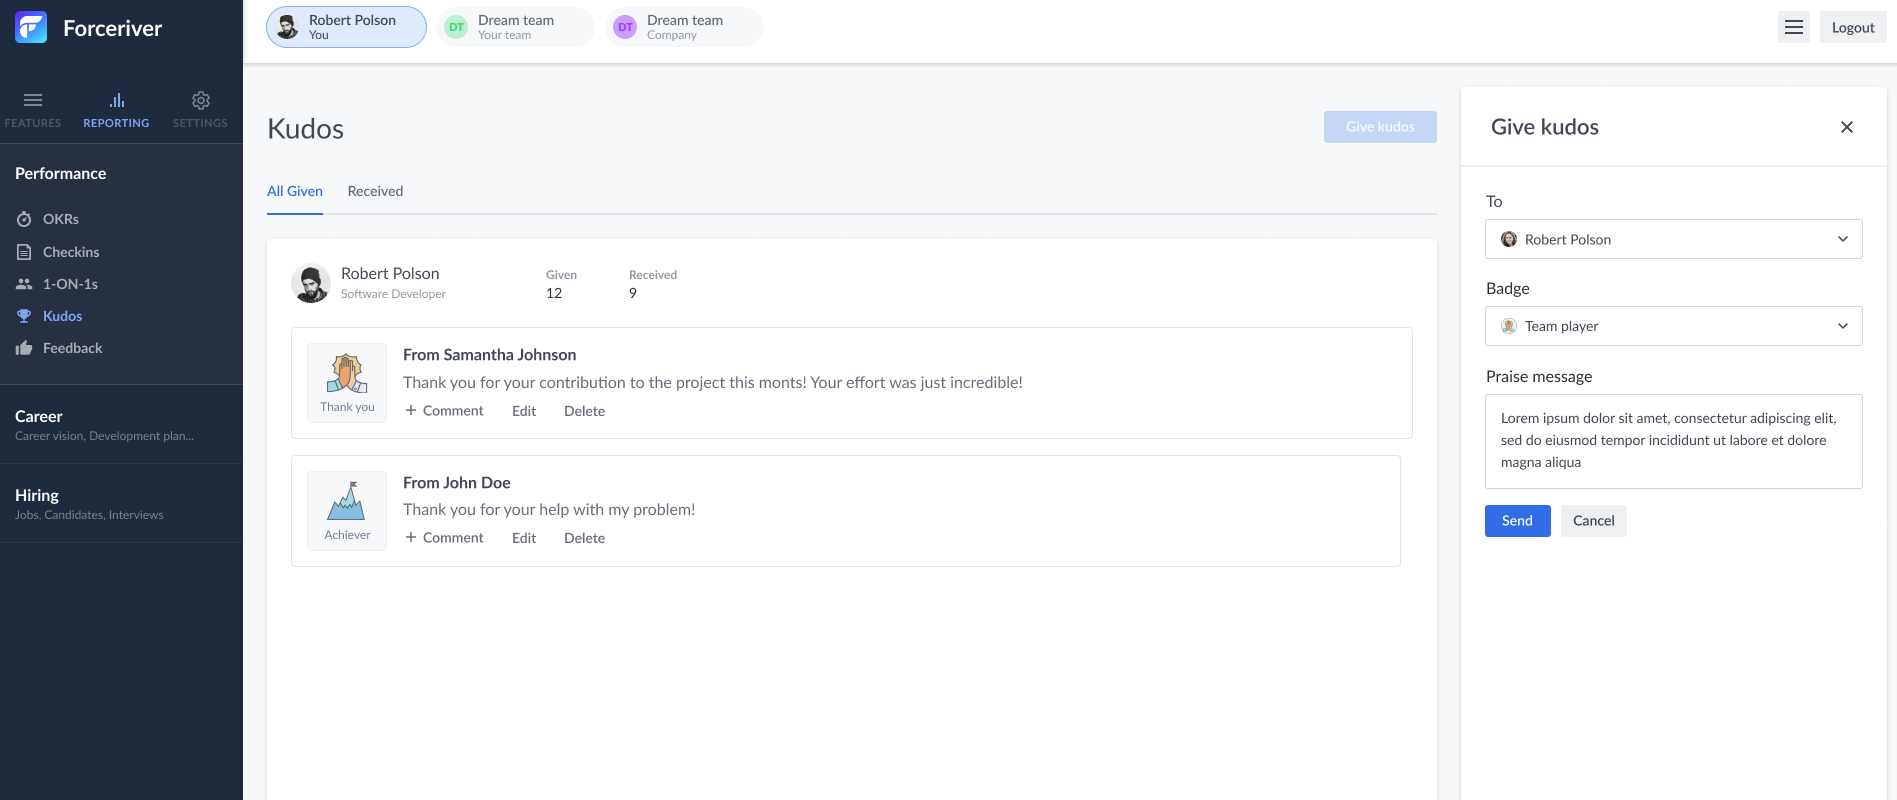 Forceriver
FEATURES
REPORTING
SETTINGS
Performance
OKRs
Checkins
1-ON-1s
Kudos
Feedback
Career
Career vision, Development plan...
Hiring
Jobs, Candidates, Interviews
Robert Polson
You
DT
Dream team
Your team
DT
Dream team
Company
Logout
Kudos
Give kudos
All Given
Received
Robert Polson
Software Developer
Given
12
Received
9
Thank you
From Samantha Johnson
Thank you for your contribution to the project this monts! Your effort was just incredible!
+ Comment
Edit
Delete
Achiever
From John Doe
Thank you for your help with my problem!
+ Comment
Edit
Delete
Give kudos
To
Robert Polson
Badge
Team player
Praise message
Lorem ipsum dolor sit amet, consectetur adipiscing elit,
sed do eiusmod tempor incididunt ut labore et dolore
magna aliqua
Send
Cancel